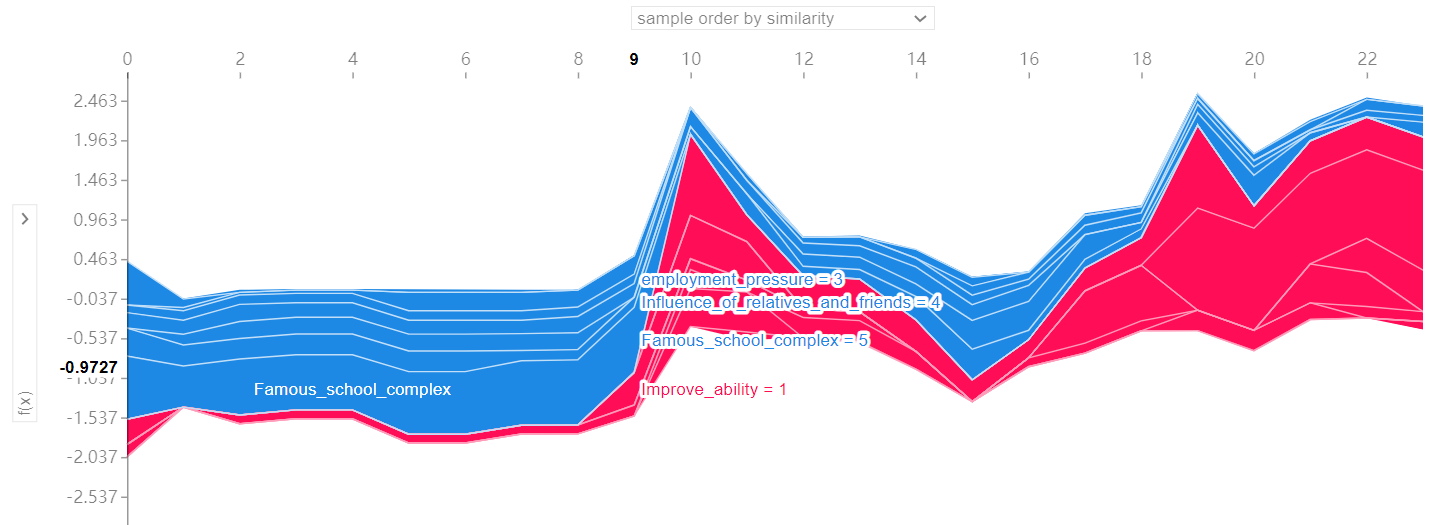 sample order by similarity
0 2 4 6 8 9 10 12 14 16 18 20 22
2.463
1.963
1.463
0.963
0.463
-0.037
employment_pressure = 3
Influence_of_relatives_and_friends = 4
-0.537
Famous_school_complex = 5
-0.9727
-1.037
Famous_school_complex
Improve_ability = 1
f(x)
-1.537
-2.037
-2.537